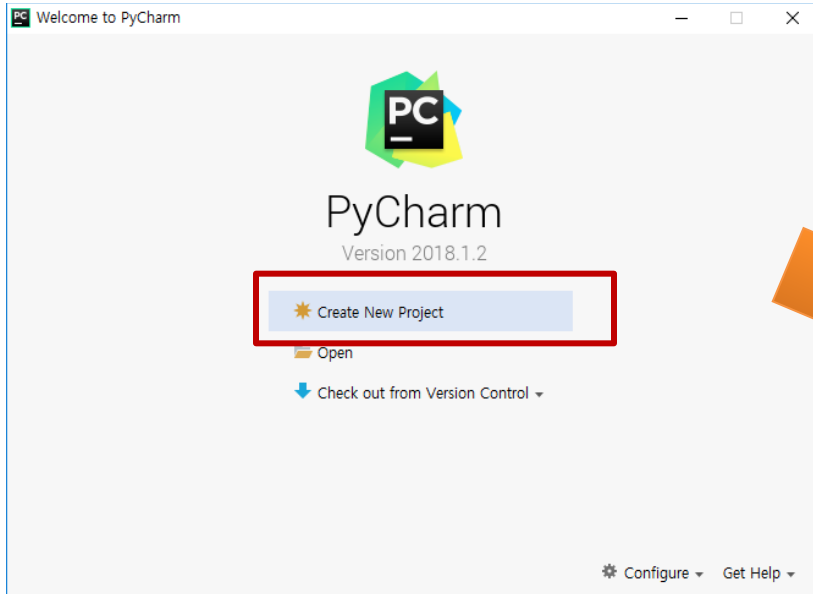 PC Welcome to PyCharm
PC
PyCharm
Version 2018.1.2
Create New Project
Open
Check out from Version Control
Configure Get Help